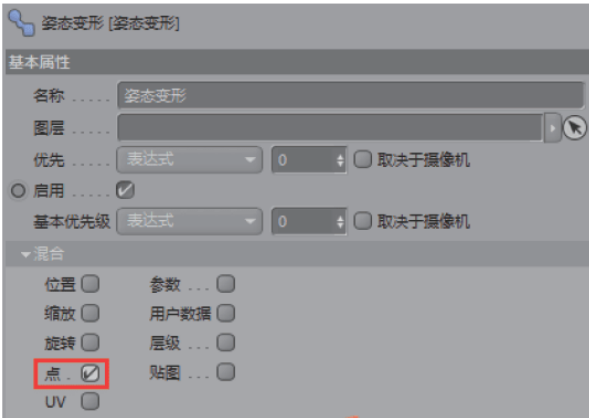 姿态变形 [姿态变形]
基本属性
名称 ..... 姿态变形
图层 .....
优先 ..... 表达式 0 取决于摄像机
启用 .....
基本优先级 表达式 0 取决于摄像机
混合
位置 参数 ...
缩放 用户数据
旋转 层级 ...
点 . 贴图 ...
UV